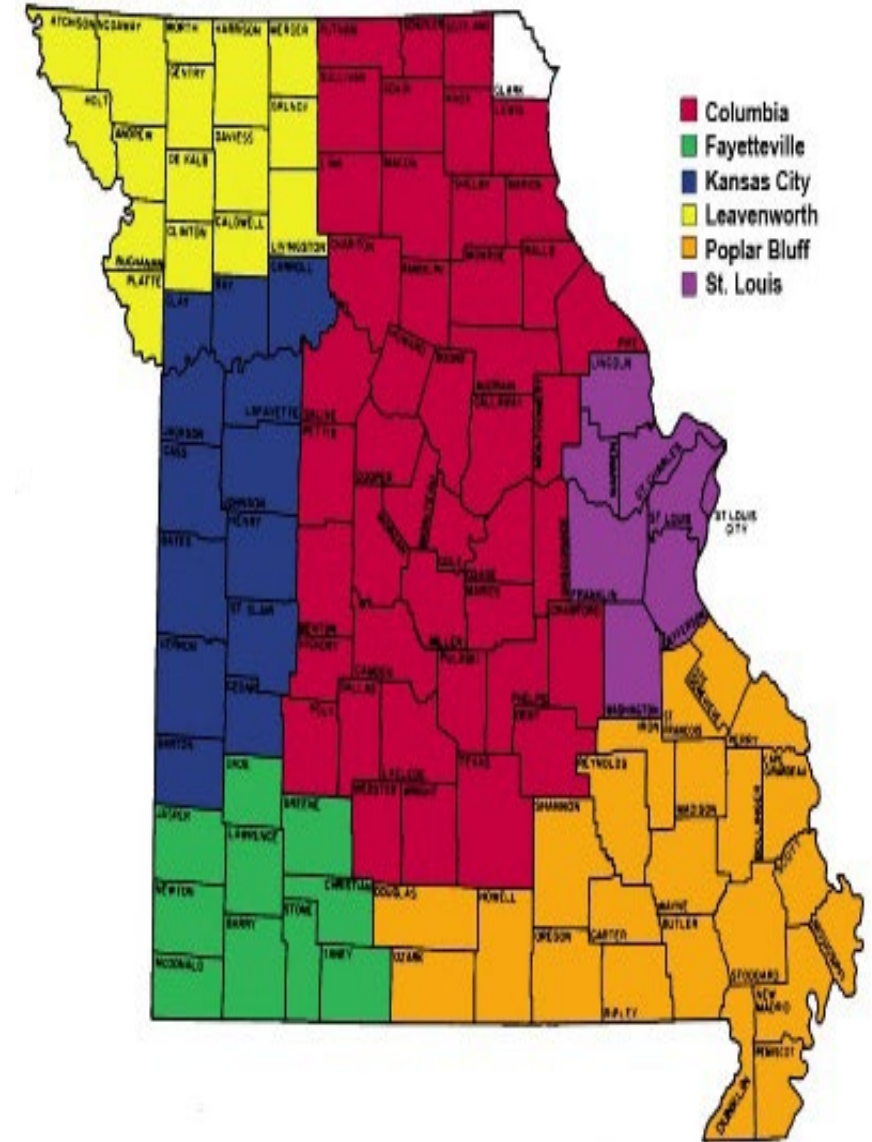 ATCHISON
NODAWAY
WORTH
HARRISON
MERCER
PUTNAM
SCHUYLER
SCOTLAND
CLARK
HOLT
GENTRY
SULLIVAN
ADAIR
KNOX
LEWIS
ANDREW
DAVIESS
GRUNDY
DE KALB
LINN
MACON
SHELBY
MARION
BUCHANAN
CLINTON
CALDWELL
LIVINGSTON
CHARITON
RANDOLPH
MONROE
RALLS
PLATTE
CLAY
RAY
CARROLL
HOWARD
BOONE
AUDRAIN
PIKE
LINCOLN
JACKSON
LAFAYETTE
SALINE
CALLAWAY
MONTGOMERY
WARREN
ST CHARLES
CASS
JOHNSON
PETTIS
COOPER
MONITEAU
MORGAN
COLE
OSAGE
FRANKLIN
ST LOUIS
ST LOUIS
CITY
BATES
HENRY
BENTON
MILLER
MARIES
CRAWFORD
JEFFERSON
VERNON
ST CLAIR
HICKORY
CAMDEN
PULASKI
PHELPS
WASHINGTON
ST
FRANCOIS
PERRY
BARTON
CEDAR
POLK
DALLAS
LACLEDE
DENT
IRON
REYNOLDS
MADISON
BOLLINGER
CAPE
GIRARDEAU
DADE
GREENE
WEBSTER
WRIGHT
TEXAS
SHANNON
SCOTT
JASPER
LAWRENCE
CHRISTIAN
DOUGLAS
HOWELL
CARTER
WAYNE
BUTLER
STODDARD
MISSISSIPPI
NEWTON
BARRY
STONE
TANEY
OZARK
OREGON
RIPLEY
NEW
MADRID
MCDONALD
PEMISCOT
DUNKLIN
Columbia
Fayetteville
Kansas City
Leavenworth
Poplar Bluff
St. Louis